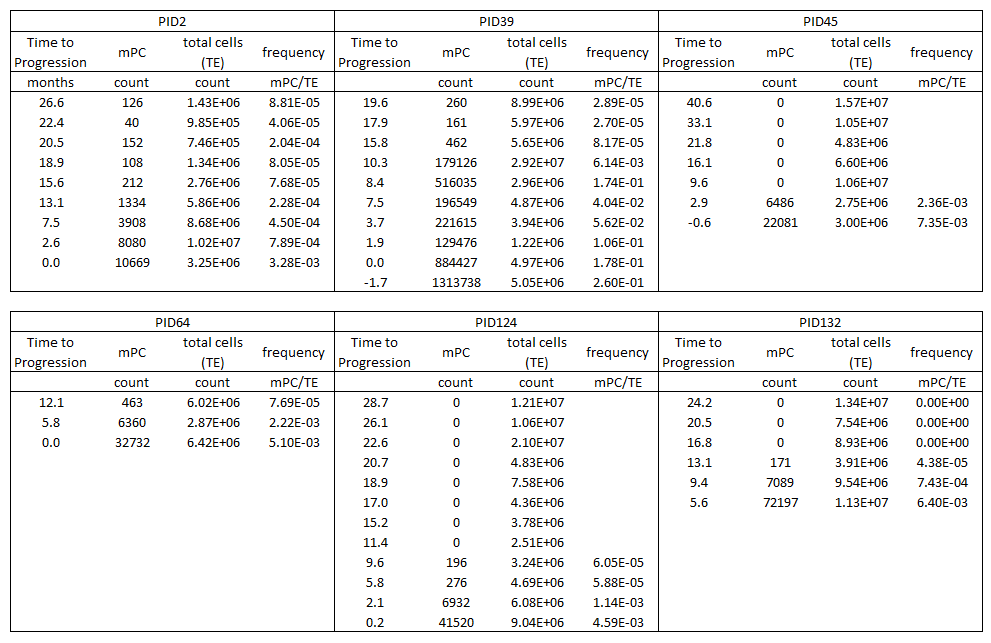 PID2 PID39 PID45
Time to Progression mPC total cells (TE) frequency Time to Progression mPC total cells (TE) frequency Time to Progression mPC total cells (TE) frequency
months count count mPC/TE count count mPC/TE count count mPC/TE
26.6 126 1.43E+06 8.81E-05 19.6 260 8.99E+06 2.89E-05 40.6 0 1.57E+07
22.4 40 9.85E+05 4.06E-05 17.9 161 5.97E+06 2.70E-05 33.1 0 1.05E+07
20.5 152 7.46E+05 2.04E-04 15.8 462 5.65E+06 8.17E-05 21.8 0 4.83E+06
18.9 108 1.34E+06 8.05E-05 10.3 179126 2.92E+07 6.14E-03 16.1 0 6.60E+06
15.6 212 2.76E+06 7.68E-05 8.4 516035 2.96E+06 1.74E-01 9.6 0 1.06E+07
13.1 1334 5.86E+06 2.28E-04 7.5 196549 4.87E+06 4.04E-02 2.9 6486 2.75E+06 2.36E-03
7.5 3908 8.68E+06 4.50E-04 3.7 221615 3.94E+06 5.62E-02 -0.6 22081 3.00E+06 7.35E-03
2.6 8080 1.02E+07 7.89E-04 1.9 129476 1.22E+06 1.06E-01
0.0 10669 3.25E+06 3.28E-03 0.0 884427 4.97E+06 1.78E-01
-1.7 1313738 5.05E+06 2.60E-01
PID64 PID124 PID132
Time to Progression mPC total cells (TE) frequency Time to Progression mPC total cells (TE) frequency Time to Progression mPC total cells (TE) frequency
count count mPC/TE count count mPC/TE count count mPC/TE
12.1 463 6.02E+06 7.69E-05 28.7 0 1.21E+07 24.2 0 1.34E+07 0.00E+00
5.8 6360 2.87E+06 2.22E-03 26.1 0 1.06E+07 20.5 0 7.54E+06 0.00E+00
0.0 32732 6.42E+06 5.10E-03 22.6 0 2.10E+07 16.8 0 8.93E+06 0.00E+00
20.7 0 4.83E+06 13.1 171 3.91E+06 4.38E-05
18.9 0 7.58E+06 9.4 7089 9.54E+06 7.43E-04
17.0 0 4.36E+06 5.6 72197 1.13E+07 6.40E-03
15.2 0 3.78E+06
11.4 0 2.51E+06
9.6 196 3.24E+06 6.05E-05
5.8 276 4.69E+06 5.88E-05
2.1 6932 6.08E+06 1.14E-03
0.2 41520 9.04E+06 4.59E-03